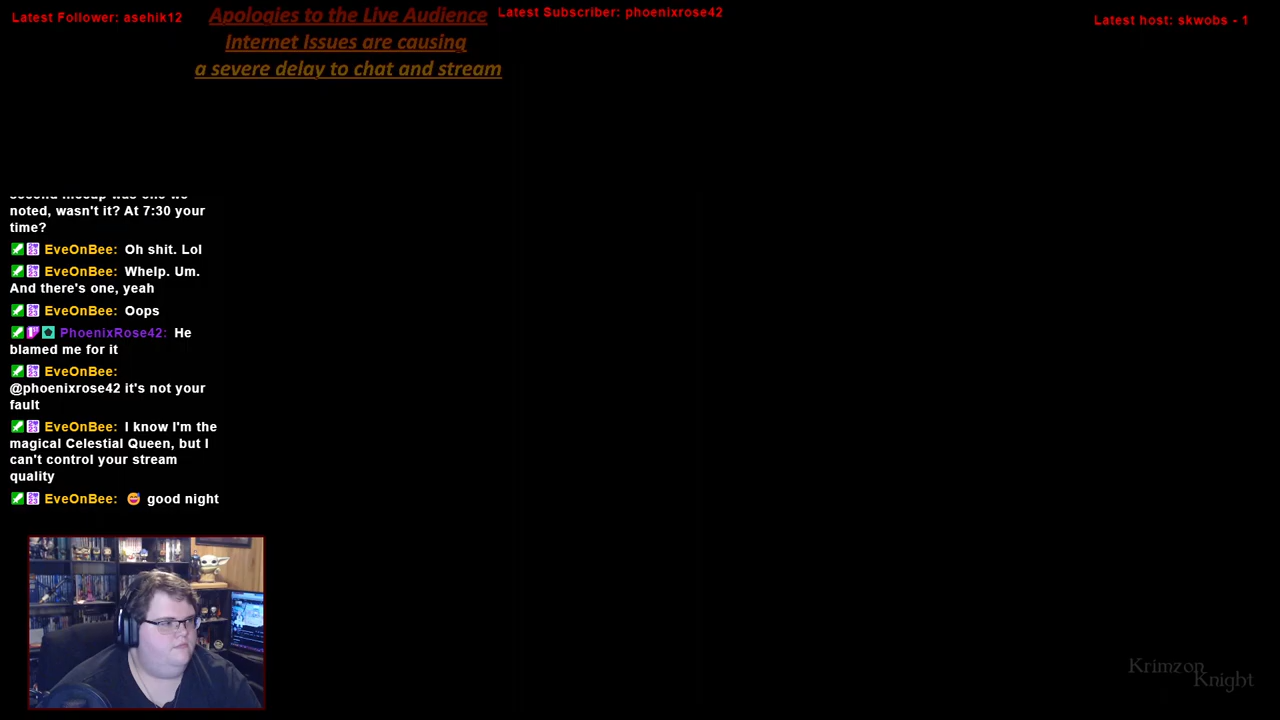 Latest Follower: asehik12
Apologies to the Live Audience
Internet Issues are causing
a severe delay to chat and stream
Latest Subscriber: phoenixrose42
Latest host: skwobs - 1
noted, wasn't it? At 7:30 your
time?
EveOnBee: Oh shit. Lol
EveOnBee: Whelp. Um.
And there's one, yeah
EveOnBee: Oops
PhoenixRose42: He
blamed me for it
EveOnBee:
@phoenixrose42 it's not your
fault
EveOnBee: I know I'm the
magical Celestial Queen, but I
can't control your stream
quality
EveOnBee: 😅 good night
Krimzon
Knight